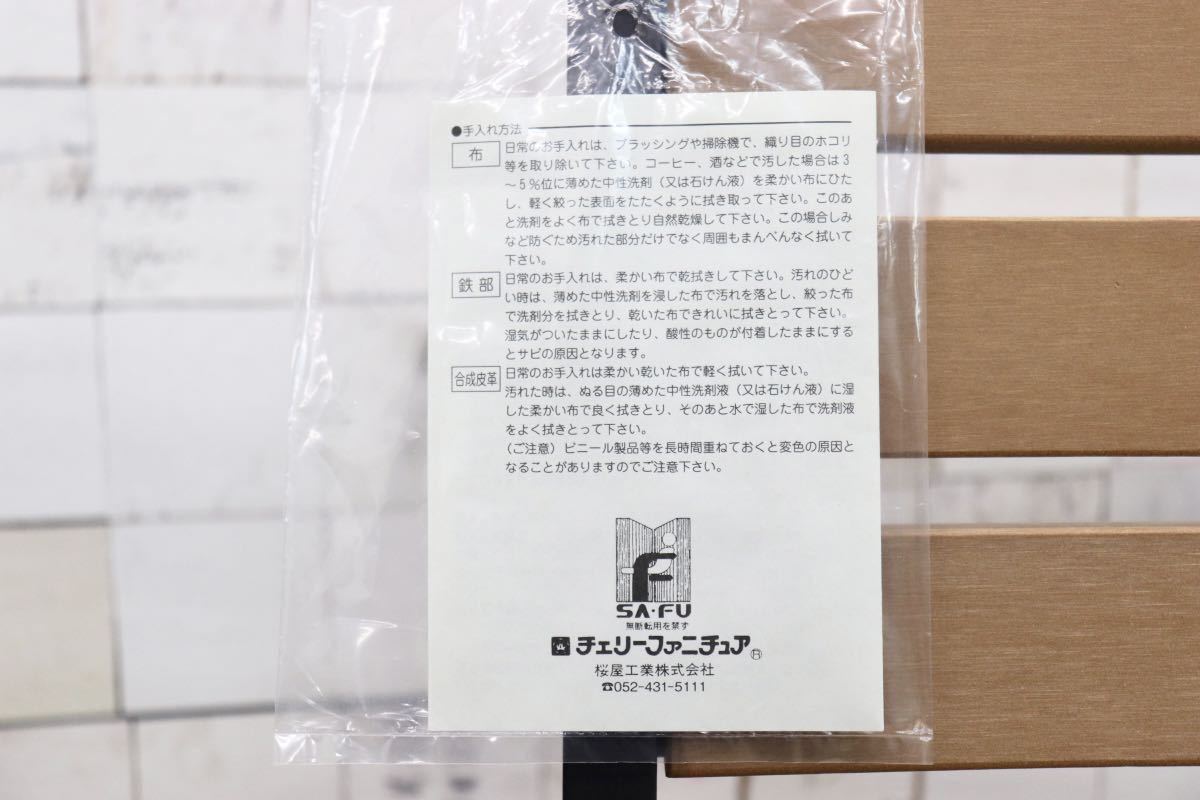 ●手入れ方法
布
日常のお手入れは、ブラッシングや掃除機で、織り目のホコリ
等を取り除いて下さい。コーヒー、酒などで汚した場合は3
～5％位に薄めた中性洗剤（又は石けん液）を柔かい布にひた
し、軽く絞った表面をたたくように拭き取って下さい。このあ
と洗剤をよく布で拭きとり自然乾燥して下さい。この場合しみ
など防ぐため汚れた部分だけでなく周囲もまんべんなく拭いて
下さい。
鉄部
日常のお手入れは、柔かい布で乾拭きして下さい。汚れのひど
い時は、薄めた中性洗剤を浸した布で汚れを落とし、絞った布
で洗剤分を拭きとり、乾いた布できれいに拭きとって下さい。
湿気がついたままにしたり、酸性のものが付着したままにする
とサビの原因となります。
合成皮革
日常のお手入れは柔かい乾いた布で軽く拭いて下さい。
汚れた時は、ぬる目の薄めた中性洗剤液（又は石けん液）に湿
した柔かい布で良く拭きとり、そのあと水で湿した布で洗剤液
をよく拭きとって下さい。
（ご注意）ビニール製品等を長時間重ねておくと変色の原因と
なることがありますのでご注意下さい。
f
SA・FU
無断転用を禁ず
チェリーファニチュア®
桜屋工業株式会社
☎052-431-5111